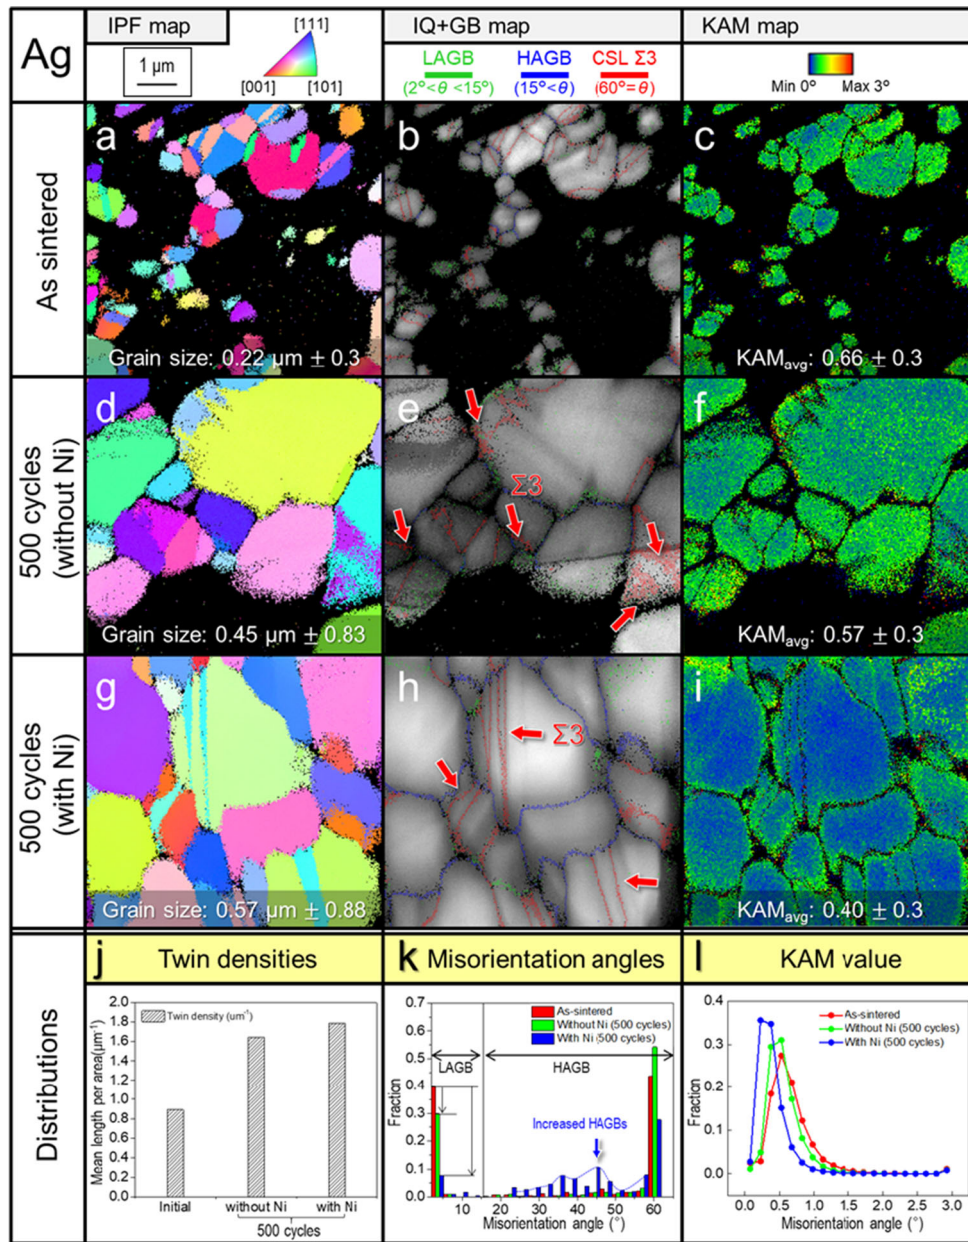 Ag
IPF map
1 μm
[111]
[001]
[101]
IQ+GB map
LAGB
(2°<θ <15°)
HAGB
(15°<θ)
CSL Σ3
(60°=θ)
KAM map
Min 0°
Max 3°
As sintered
a
Grain size: 0.22 μm ± 0.3
b
c
KAMavg: 0.66 ± 0.3
500 cycles
(without Ni)
d
Grain size: 0.45 μm ± 0.83
e
Σ3
f
KAMavg: 0.57 ± 0.3
500 cycles
(with Ni)
g
Grain size: 0.57 μm ± 0.88
h
Σ3
i
KAMavg: 0.40 ± 0.3
Distributions
j Twin densities
Mean length per area(μm⁻¹)
2.0
1.8
1.6
1.4
1.2
1.0
0.8
0.6
0.4
0.2
0.0
Twin density (um⁻¹)
Initial
without Ni
with Ni
500 cycles
k Misorientation angles
Fraction
0.7
0.6
0.5
0.4
0.3
0.2
0.1
0.0
As-sintered
Without Ni (500 cycles)
With Ni (500 cycles)
LAGB
HAGB
Increased HAGBs
10 20 30 40 50 60
Misorientation angle (°)
l KAM value
Fraction
0.4
0.3
0.2
0.1
0.0
As-sintered
Without Ni (500 cycles)
With Ni (500 cycles)
0.0 0.5 1.0 1.5 2.0 2.5 3.0
Misorientation angle (°)